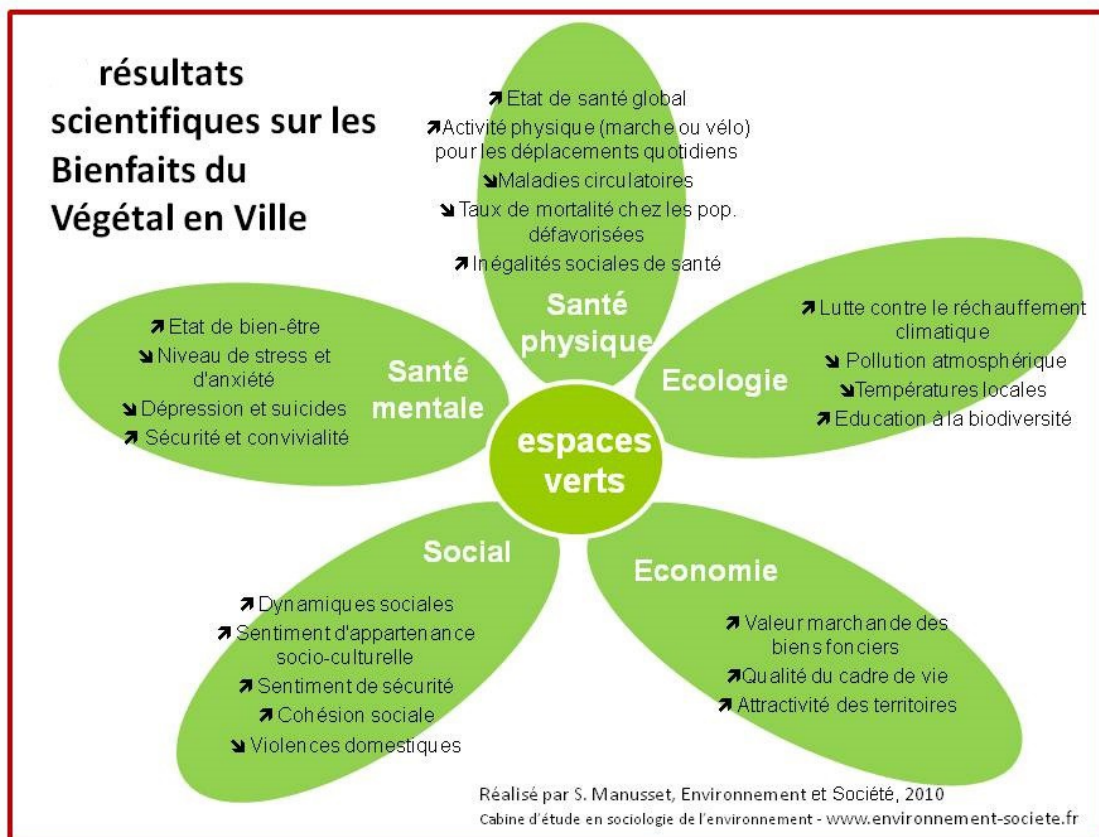 résultats
scientifiques sur les
Bienfaits du
Végétal en Ville
↗ Etat de santé global
↗Activité physique (marche ou vélo)
pour les déplacements quotidiens
↘Maladies circulatoires
↘ Taux de mortalité chez les pop.
défavorisées
↗ Inégalités sociales de santé
Santé
physique
↗ Etat de bien-être
↘ Niveau de stress et
d'anxiété
↘ Dépression et suicides
↗ Sécurité et convivialité
Santé
mentale
Ecologie
↗ Lutte contre le réchauffement
climatique
↘ Pollution atmosphérique
↘Températures locales
↗ Education à la biodiversité
espaces
verts
Social
↗ Dynamiques sociales
↗ Sentiment d'appartenance
socio-culturelle
↗ Sentiment de sécurité
↗ Cohésion sociale
↘ Violences domestiques
Economie
↗ Valeur marchande des
biens fonciers
↗Qualité du cadre de vie
↗ Attractivité des territoires
Réalisé par S. Manusset, Environnement et Société, 2010
Cabine d'étude en sociologie de l'environnement - www.environnement-societe.fr